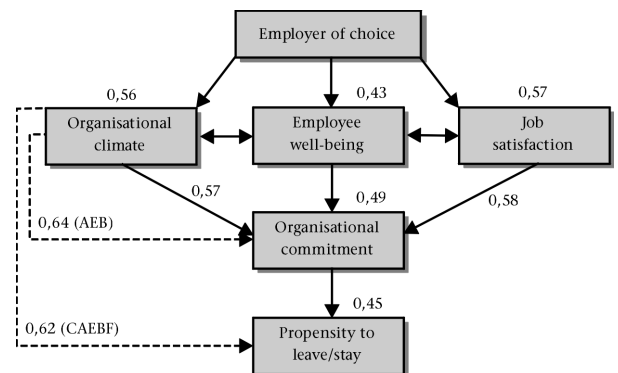 Employer of choice
0,56
0,43
0,57
Organisational
climate
Employee
well-being
Job
satisfaction
0,57
0,49
0,58
0,64 (AEB)
Organisational
commitment
0,45
0,62 (CAEBF)
Propensity to
leave/stay